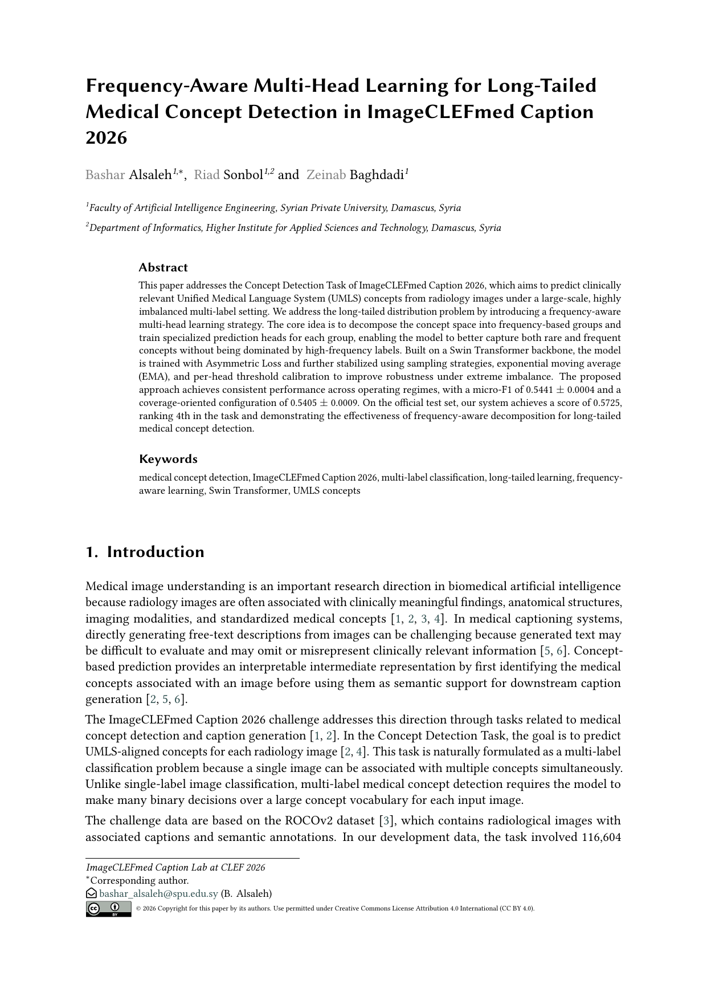 Frequency-Aware Multi-Head Learning for Long-Tailed
Medical Concept Detection in ImageCLEFmed Caption
2026
Bashar Alsaleh1,*, Riad Sonbol1,2 and Zeinab Baghdadi1
1Faculty of Artificial Intelligence Engineering, Syrian Private University, Damascus, Syria
2Department of Informatics, Higher Institute for Applied Sciences and Technology, Damascus, Syria
Abstract
This paper addresses the Concept Detection Task of ImageCLEFmed Caption 2026, which aims to predict clinically
relevant Unified Medical Language System (UMLS) concepts from radiology images under a large-scale, highly
imbalanced multi-label setting. We address the long-tailed distribution problem by introducing a frequency-aware
multi-head learning strategy. The core idea is to decompose the concept space into frequency-based groups and
train specialized prediction heads for each group, enabling the model to better capture both rare and frequent
concepts without being dominated by high-frequency labels. Built on a Swin Transformer backbone, the model
is trained with Asymmetric Loss and further stabilized using sampling strategies, exponential moving average
(EMA), and per-head threshold calibration to improve robustness under extreme imbalance. The proposed
approach achieves consistent performance across operating regimes, with a micro-F1 of 0.5441 ± 0.0004 and a
coverage-oriented configuration of 0.5405 ± 0.0009. On the official test set, our system achieves a score of 0.5725,
ranking 4th in the task and demonstrating the effectiveness of frequency-aware decomposition for long-tailed
medical concept detection.
Keywords
medical concept detection, ImageCLEFmed Caption 2026, multi-label classification, long-tailed learning, frequency-
aware learning, Swin Transformer, UMLS concepts
1. Introduction
Medical image understanding is an important research direction in biomedical artificial intelligence
because radiology images are often associated with clinically meaningful findings, anatomical structures,
imaging modalities, and standardized medical concepts [1, 2, 3, 4]. In medical captioning systems,
directly generating free-text descriptions from images can be challenging because generated text may
be difficult to evaluate and may omit or misrepresent clinically relevant information [5, 6]. Concept-
based prediction provides an interpretable intermediate representation by first identifying the medical
concepts associated with an image before using them as semantic support for downstream caption
generation [2, 5, 6].
The ImageCLEFmed Caption 2026 challenge addresses this direction through tasks related to medical
concept detection and caption generation [1, 2]. In the Concept Detection Task, the goal is to predict
UMLS-aligned concepts for each radiology image [2, 4]. This task is naturally formulated as a multi-label
classification problem because a single image can be associated with multiple concepts simultaneously.
Unlike single-label image classification, multi-label medical concept detection requires the model to
make many binary decisions over a large concept vocabulary for each input image.
The challenge data are based on the ROCOv2 dataset [3], which contains radiological images with
associated captions and semantic annotations. In our development data, the task involved 116,604
ImageCLEFmed Caption Lab at CLEF 2026
*Corresponding author.
bashar_alsaleh@spu.edu.sy (B. Alsaleh)
cc BY © 2026 Copyright for this paper by its authors. Use permitted under Creative Commons License Attribution 4.0 International (CC BY 4.0).